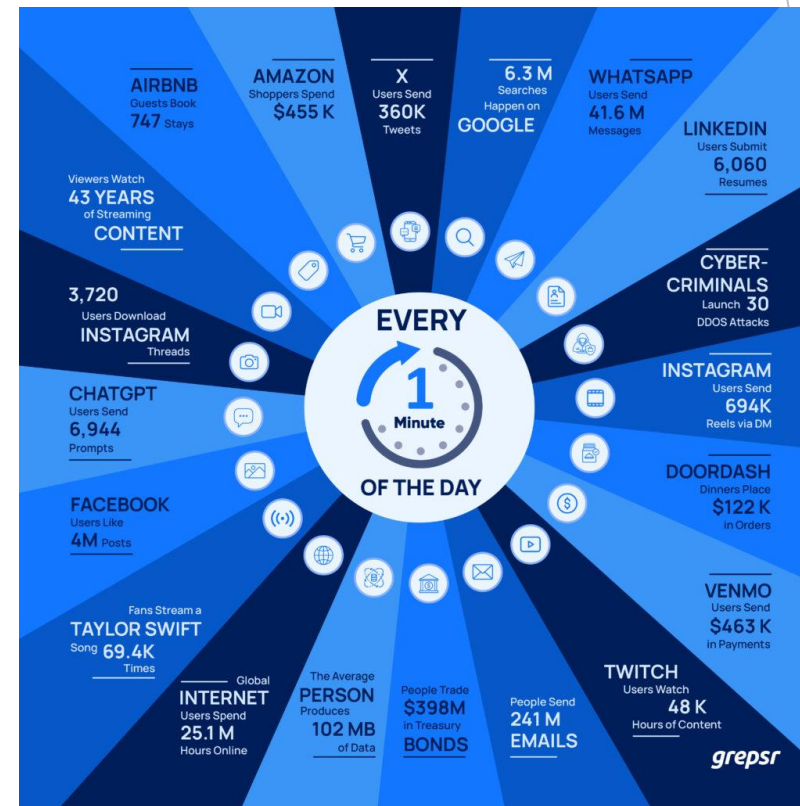 AIRBNB
Guests Book
747 Stays
AMAZON
Shoppers Spend
$455 K
X
Users Send
360K
Tweets
6.3 M
Searches
Happen on
GOOGLE
WHATSAPP
Users Send
41.6 M
Messages
LINKEDIN
Users Submit
6,060
Resumes
CYBER-
CRIMINALS
Launch 30
DDOS Attacks
INSTAGRAM
Users Send
694K
Reels via DM
DOORDASH
Dinners Place
$122 K
in Orders
VENMO
Users Send
$463 K
in Payments
TWITCH
Users Watch
48 K
Hours of Content
People Send
241 M
EMAILS
People Trade
$398M
in Treasury
BONDS
The Average
PERSON
Produces
102 MB
of Data
Global
INTERNET
Users Spend
25.1 M
Hours Online
Fans Stream a
TAYLOR SWIFT
Song 69.4K
Times
FACEBOOK
Users Like
4M Posts
CHATGPT
Users Send
6,944
Prompts
3,720
Users Download
INSTAGRAM
Threads
Viewers Watch
43 YEARS
of Streaming
CONTENT
EVERY
1
Minute
OF THE DAY
grepsr